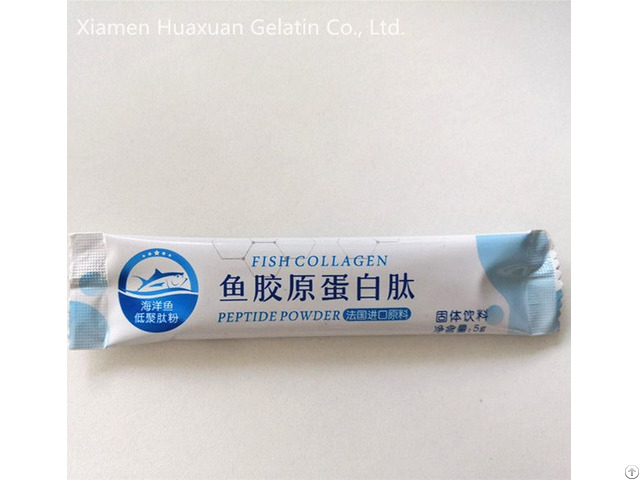 Xiamen Huaxuan Gelatin Co., Ltd.
FISH COLLAGEN
鱼胶原蛋白肽
PEPTIDE POWDER 法国进口原料
海洋鱼
低聚肽粉
固体饮料
净含量:5g